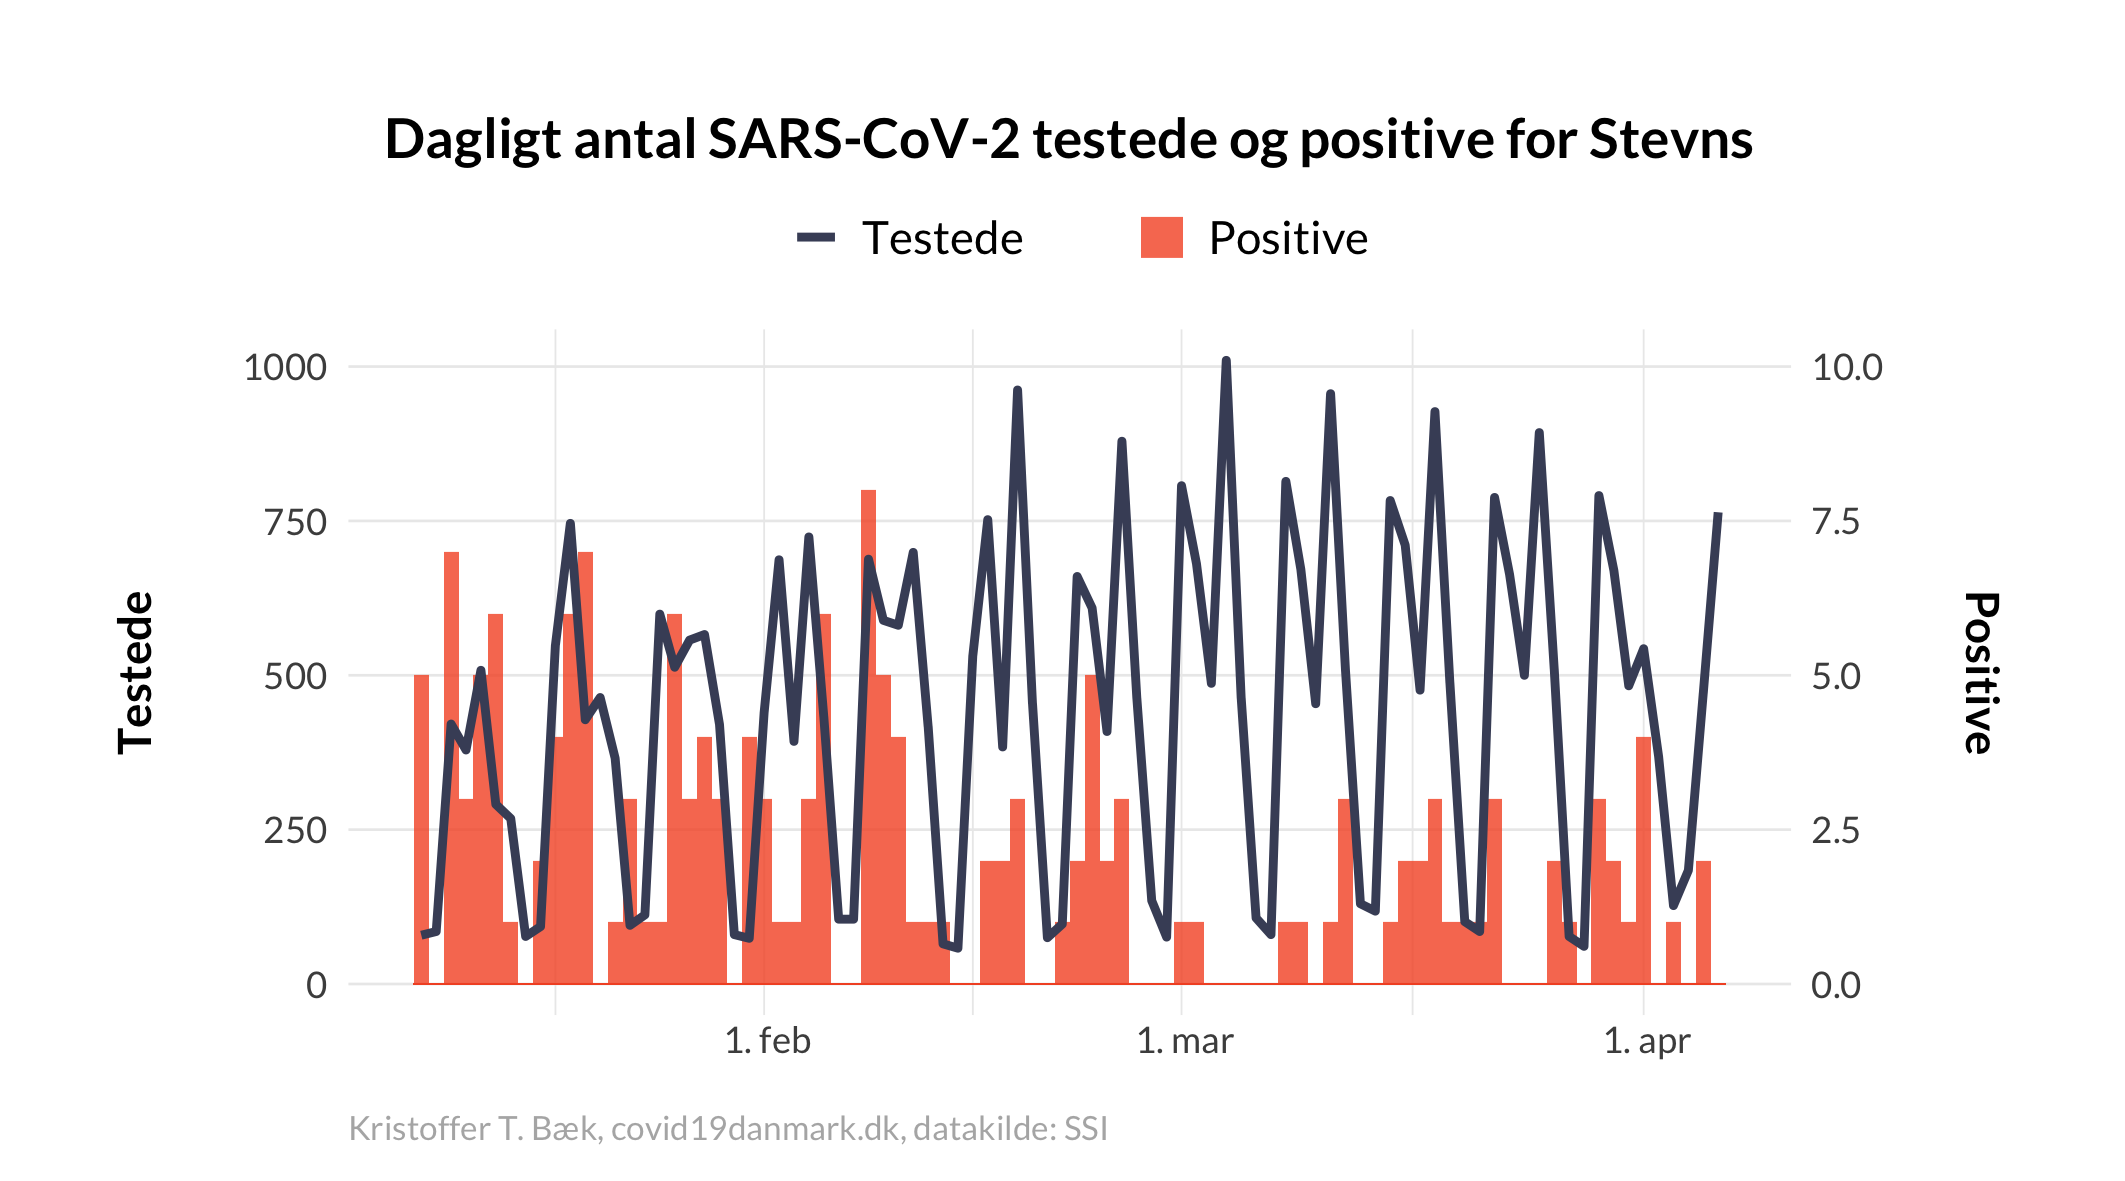 Dagligt antal SARS-CoV-2 testede og positive for Stevns
Testede
Positive
1000
750
500
250
0
10.0
7.5
5.0
2.5
0.0
Testede
Positive
1. feb
1. mar
1. apr
Kristoffer T. Bæk, covid19danmark.dk, datakilde: SSI